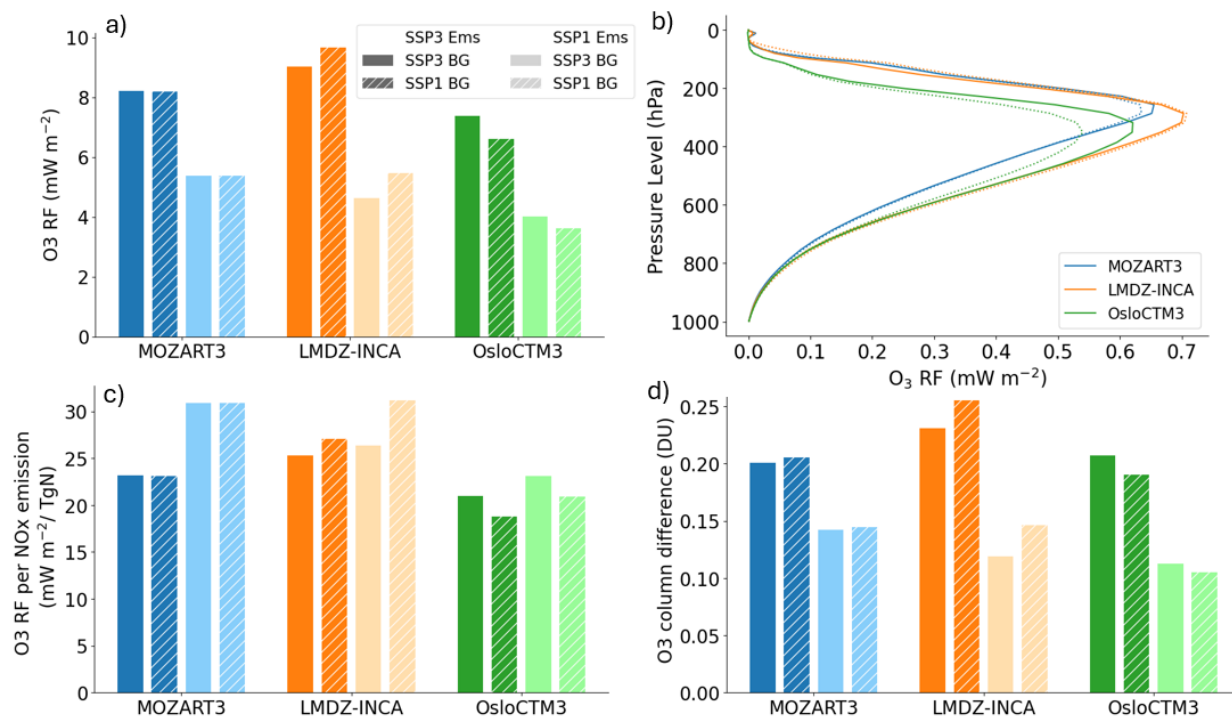 a)
O3 RF (mW m⁻²)
10
8
6
4
2
0
SSP3 Ems SSP1 Ems
SSP3 BG SSP3 BG
SSP1 BG SSP1 BG
MOZART3 LMDZ-INCA OsloCTM3
b)
Pressure Level (hPa)
0
200
400
600
800
1000
MOZART3
LMDZ-INCA
OsloCTM3
0.0 0.1 0.2 0.3 0.4 0.5 0.6 0.7
O₃ RF (mW m⁻²)
c)
O3 RF per NOx emission
(mW m⁻²/ TgN)
30
25
20
15
10
5
0
MOZART3 LMDZ-INCA OsloCTM3
d)
O3 column difference (DU)
0.25
0.20
0.15
0.10
0.05
0.00
MOZART3 LMDZ-INCA OsloCTM3